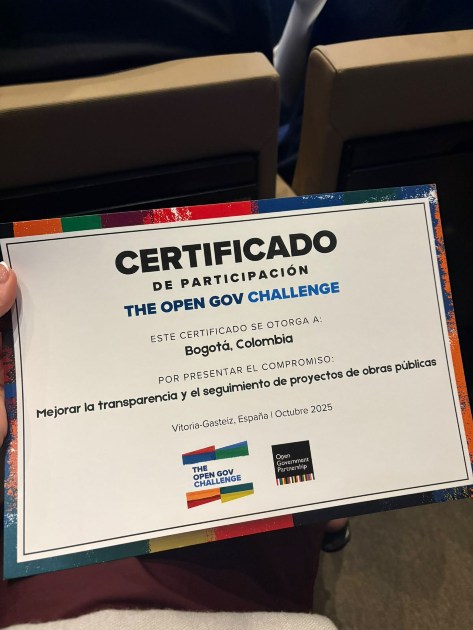 CERTIFICADO
DE PARTICIPACIÓN
THE OPEN GOV CHALLENGE
ESTE CERTIFICADO SE OTORGA A:
Bogotá, Colombia
POR PRESENTAR EL COMPROMISO:
Mejorar la transparencia y el seguimiento de proyectos de obras públicas
Vitoria-Gasteiz, España | Octubre 2025
THE
OPEN GOV
CHALLENGE
Open
Government
Partnership